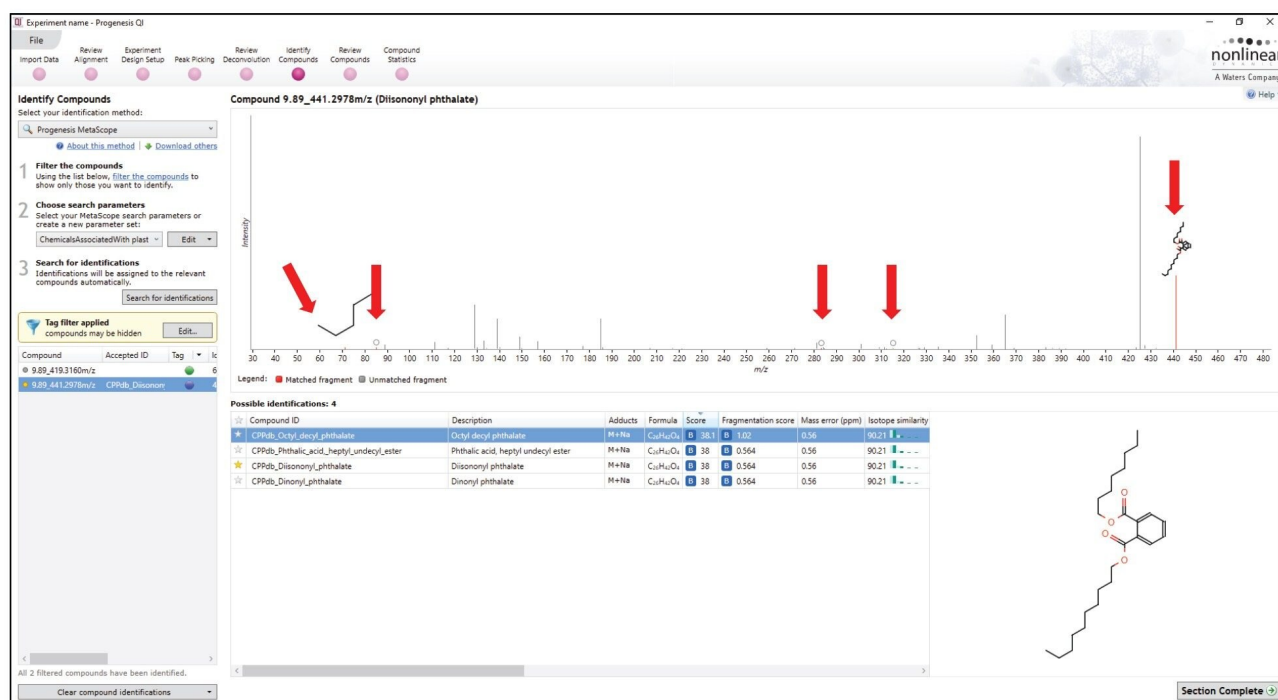 Experiment name - Progenesis QI
File
Import Data
Review Alignment
Experiment Design Setup
Peak Picking
Review Deconvolution
Identify Compounds
Review Compounds
Compound Statistics
nonlinear
DYNAMICS
A Waters Company
Help
Identify Compounds
Select your identification method:
Progenesis MetaScope
About this method | Download others
1 Filter the compounds
Using the list below, filter the compounds to
show only those you want to identify.
2 Choose search parameters
Select your MetaScope search parameters or
create a new parameter set:
ChemicalsAssociatedWith plast Edit
3 Search for identifications
Identifications will be assigned to the relevant
compounds automatically.
Search for identifications
Tag filter applied
compounds may be hidden Edit...
Compound Accepted ID Tag Ic
9.89_419.3160m/z 6
9.89_441.2978m/z CPPdb_Diisonon 4
All 2 filtered compounds have been identified.
Clear compound identifications
Compound 9.89_441.2978m/z (Diisononyl phthalate)
Intensity
30 40 50 60 70 80 90 100 110 120 130 140 150 160 170 180 190 200 210 220 230 240 250 260 270 280 290 300 310 320 330 340 350 360 370 380 390 400 410 420 430 440 450 460 470 480
m/z
Legend: Matched fragment Unmatched fragment
Possible identifications: 4
Compound ID Description Adducts Formula Score Fragmentation score Mass error (ppm) Isotope similarity
CPPdb_Octyl_decyl_phthalate Octyl decyl phthalate M+Na C₂₆H₄₂O₄ B 38.1 B 1.02 0.56 90.21
CPPdb_Phthalic_acid,_heptyl_undecyl_ester Phthalic acid, heptyl undecyl ester M+Na C₂₆H₄₂O₄ B 38 B 0.564 0.56 90.21
CPPdb_Diisononyl_phthalate Diisononyl phthalate M+Na C₂₆H₄₂O₄ B 38 B 0.564 0.56 90.21
CPPdb_Dinonyl_phthalate Dinonyl phthalate M+Na C₂₆H₄₂O₄ B 38 B 0.564 0.56 90.21
O
O
O
O
Section Complete